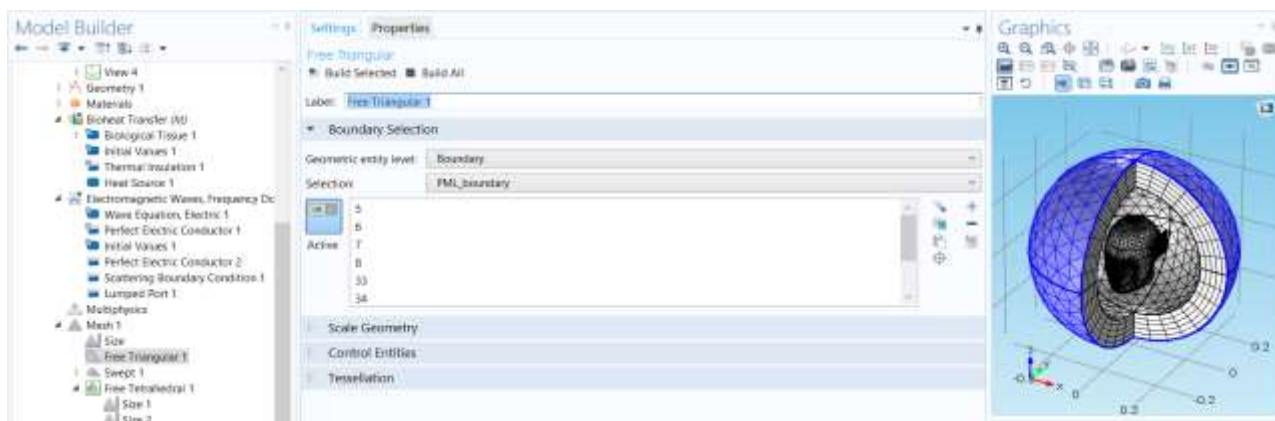 Model Builder
View 4
Geometry 1
Materials
Bioheat Transfer (ht)
Biological Tissue 1
Initial Values 1
Thermal Insulation 1
Heat Source 1
Electromagnetic Waves, Frequency Do
Wave Equation, Electric 1
Perfect Electric Conductor 1
Initial Values 1
Perfect Electric Conductor 2
Scattering Boundary Condition 1
Lumped Port 1
Multiphysics
Mesh 1
Size
Free Triangular 1
Swept 1
Free Tetrahedral 1
Size 1
Size 2
Settings Properties
Free Triangular
Build Selected Build All
Label: Free Triangular 1
Boundary Selection
Geometric entity level: Boundary
Selection: PML_boundary
Active
5
6
7
8
33
34
Scale Geometry
Control Entities
Tessellation
Graphics
z
y
x
0.2
0
-0.2
0
0.2